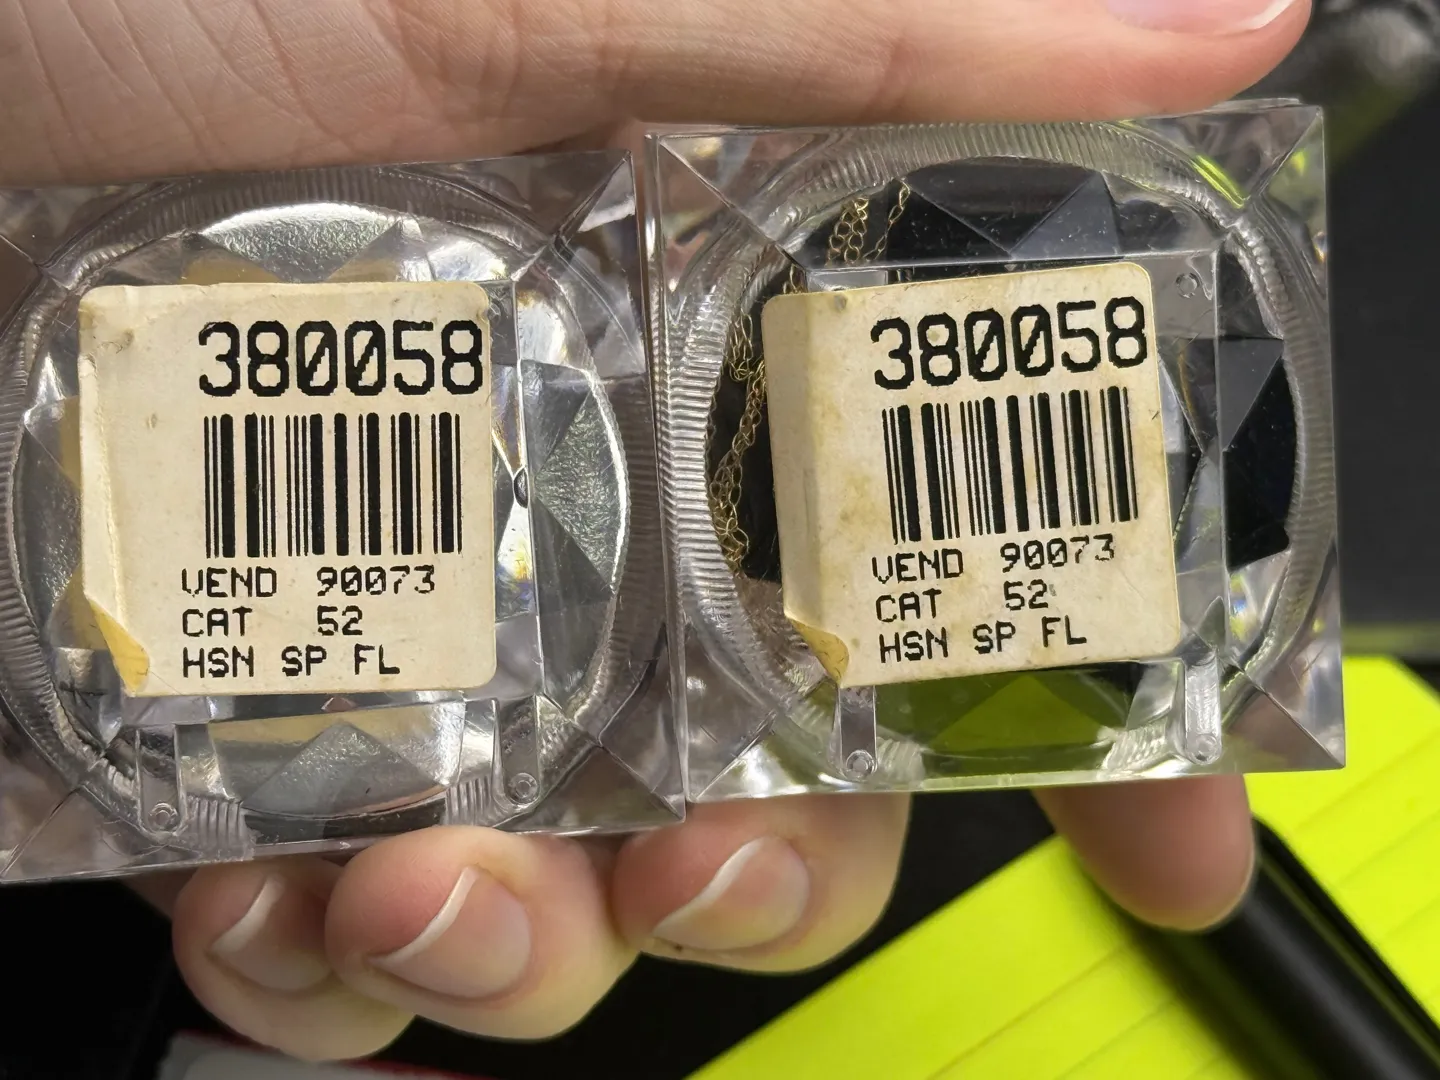 380058
VEND 90073
CAT 52
HSN SP FL
380058
VEND 90073
CAT 52
HSN SP FL